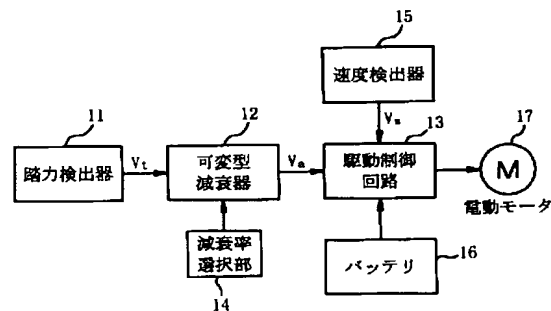 15
速度検出器
11
12
Vs
13
17
踏力検出器
Vt
可変型
減衰器
Va
駆動制御
回路
M
電動モータ
減衰率
選択部
14
バッテリ
16